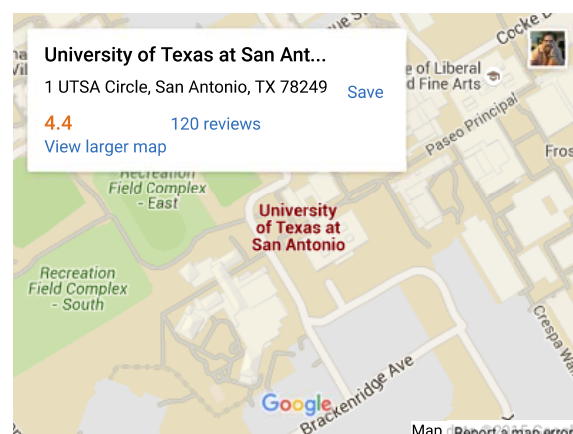 University of Texas at San Ant...
1 UTSA Circle, San Antonio, TX 78249
Save
4.4
120 reviews
View larger map
Cocke
e of Liberal
d Fine Arts
Paseo Principal
Fros
Recreation
Field Complex
- East
University
of Texas at
San Antonio
Recreation
Field Complex
- South
Crespa Wa
Brackenridge Ave
Google
Map
Report a map error